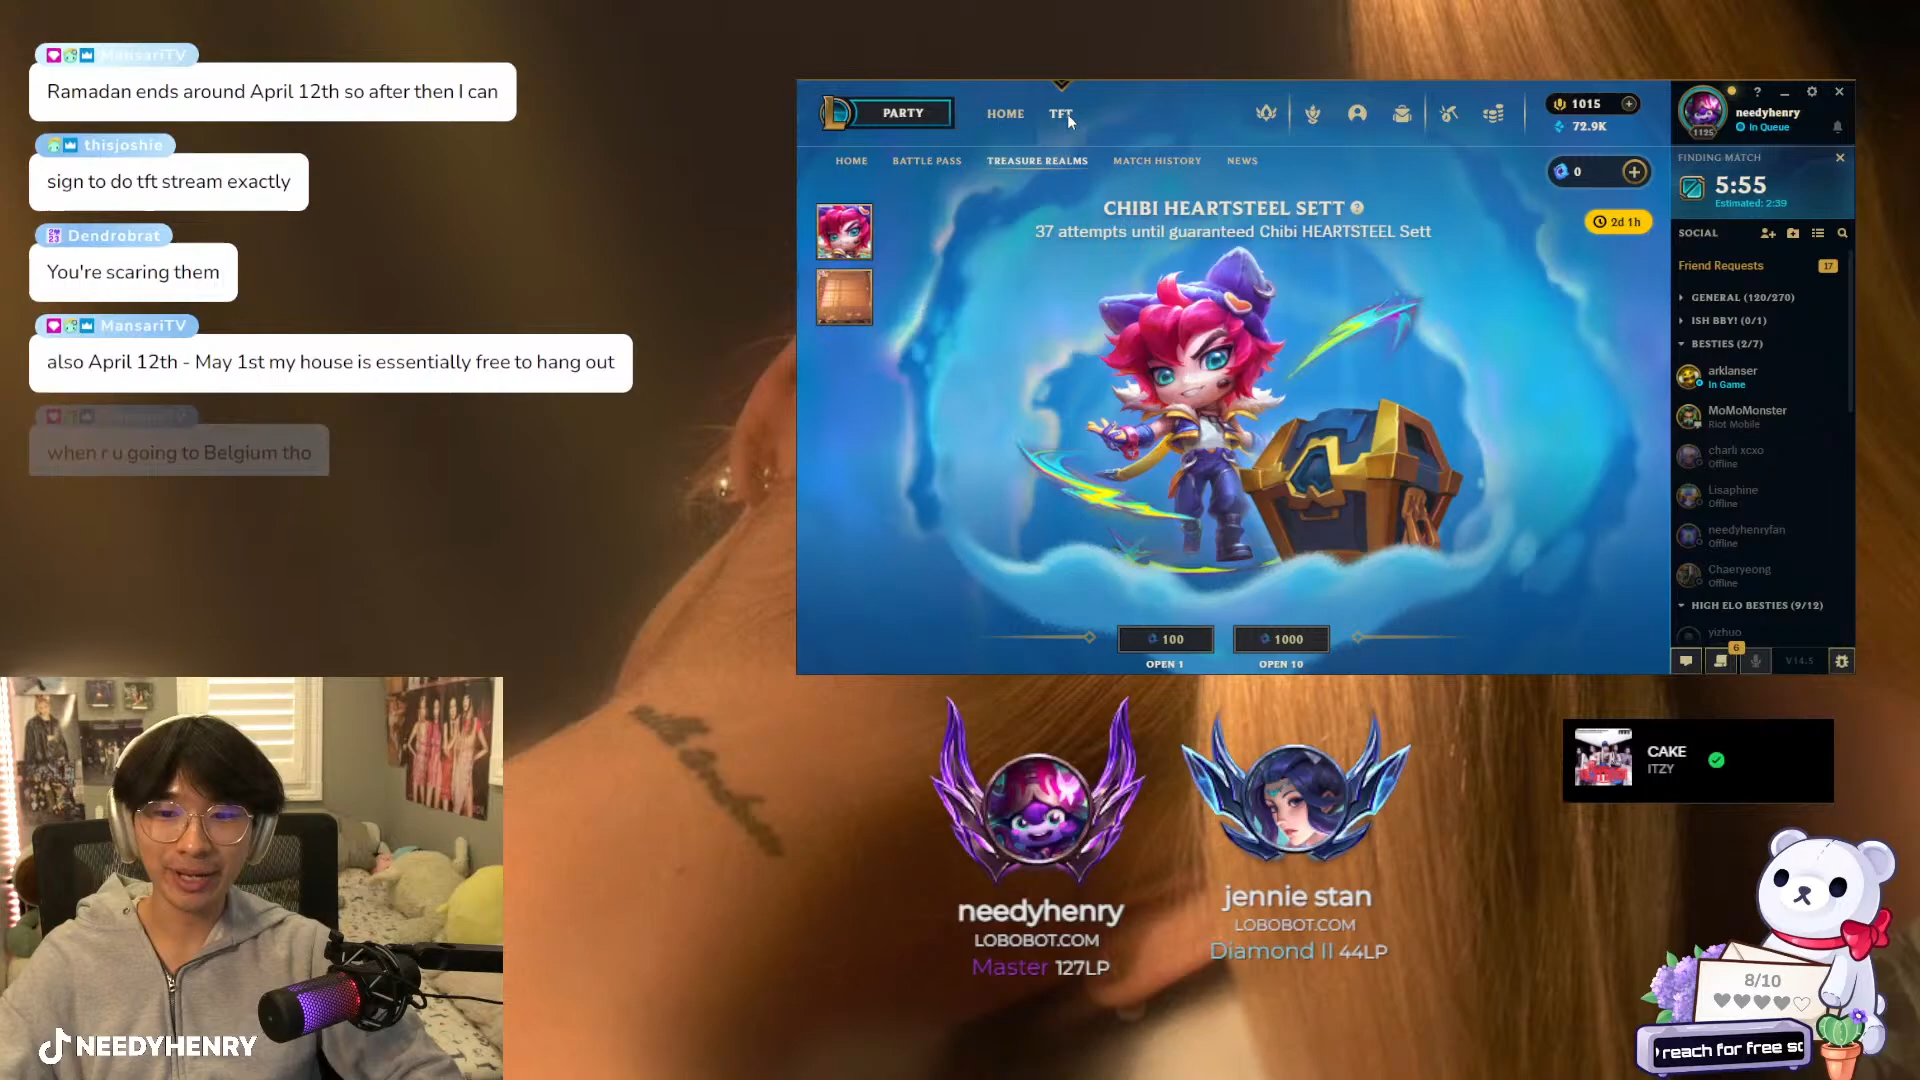 MansariTV
Ramadan ends around April 12th so after then I can
thisjoshie
sign to do tft stream exactly
Dendrobrat
You're scaring them
MansariTV
also April 12th - May 1st my house is essentially free to hang out
when r u going to Belgium tho
PARTY
HOME
TFT
1015
72.9K
HOME
BATTLE PASS
TREASURE REALMS
MATCH HISTORY
NEWS
0
CHIBI HEARTSTEEL SETT
37 attempts until guaranteed Chibi HEARTSTEEL Sett
2d 1h
100
OPEN 1
1000
OPEN 10
1125
needyhenry
In Queue
FINDING MATCH
5:55
Estimated: 2:39
SOCIAL
Friend Requests
17
GENERAL (120/270)
ISH BBY! (0/1)
BESTIES (2/7)
arklanser
In Game
MoMoMonster
Riot Mobile
charli xcxo
Offline
Lisaphine
Offline
needyhenryfan
Offline
Chaeryeong
Offline
HIGH ELO BESTIES (9/12)
yizhuo
6
V14.5
needyhenry
LOBOBOT.COM
Master 127LP
jennie stan
LOBOBOT.COM
Diamond II 44LP
CAKE
ITZY
8/10
reach for free
NEEDYHENRY